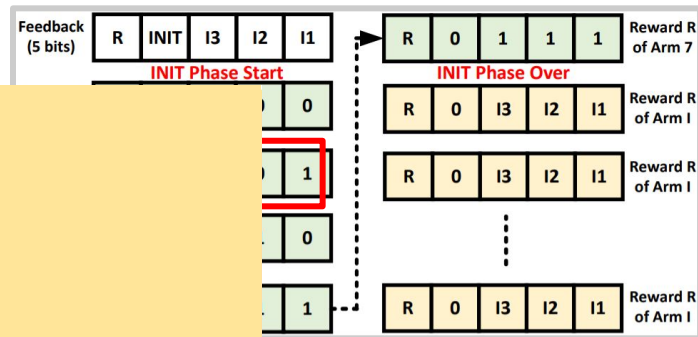 Feedback (5 bits) R INIT I3 I2 I1
R 0 1 1 1 Reward R of Arm 7
INIT Phase Start INIT Phase Over
0 R 0 I3 I2 I1 Reward R of Arm I
1 R 0 I3 I2 I1 Reward R of Arm I
0
1 R 0 I3 I2 I1 Reward R of Arm I